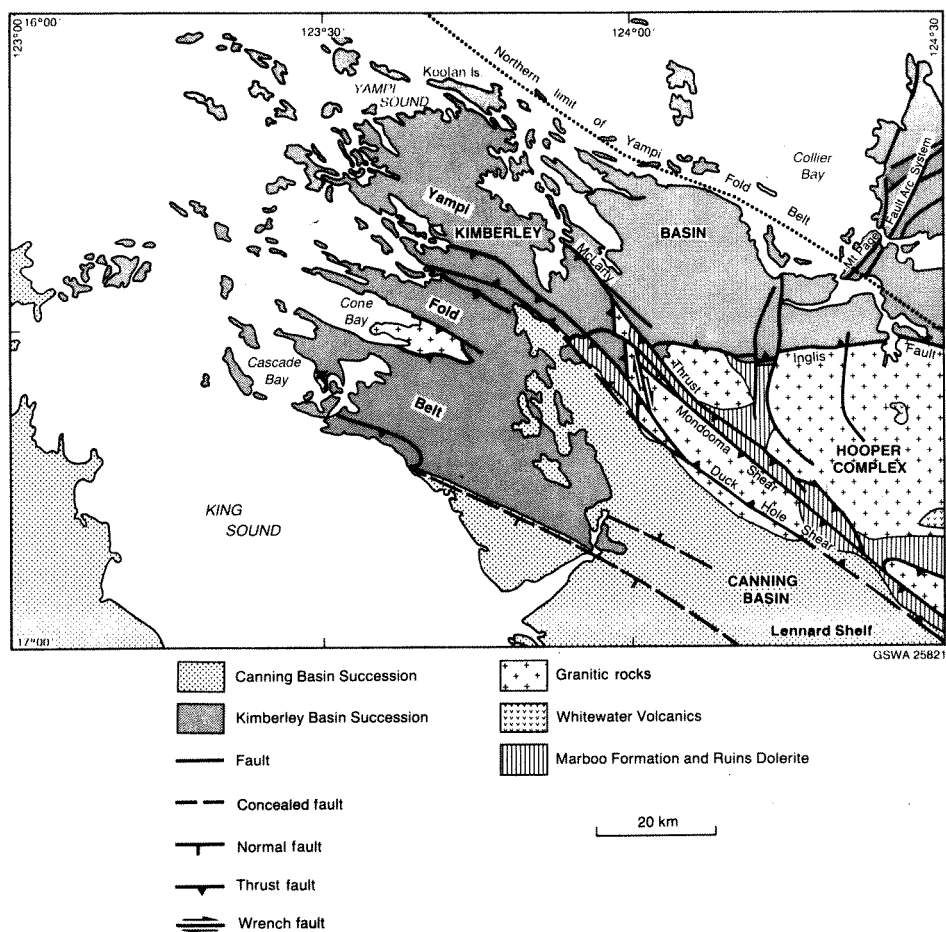 123°00'
16°00'
123°30'
124°00'
124°30'
Koolan Is.
YAMPI
SOUND
Northern
limit
of
Yampi
Fold
Belt
Collier
Bay
Mt Page
Fault Arc System
Yampi
KIMBERLEY
BASIN
McLarty
Cone
Bay
Fold
Inglis
Fault
Cascade
Bay
Belt
Thrust
Mondooma
Shear
HOOPER
COMPLEX
Duck
Hole
Shear
KING
SOUND
CANNING
BASIN
Lennard Shelf
17°00'
GSWA 25821
Canning Basin Succession
Kimberley Basin Succession
Fault
Concealed fault
Normal fault
Thrust fault
Wrench fault
Granitic rocks
Whitewater Volcanics
Marboo Formation and Ruins Dolerite
20 km